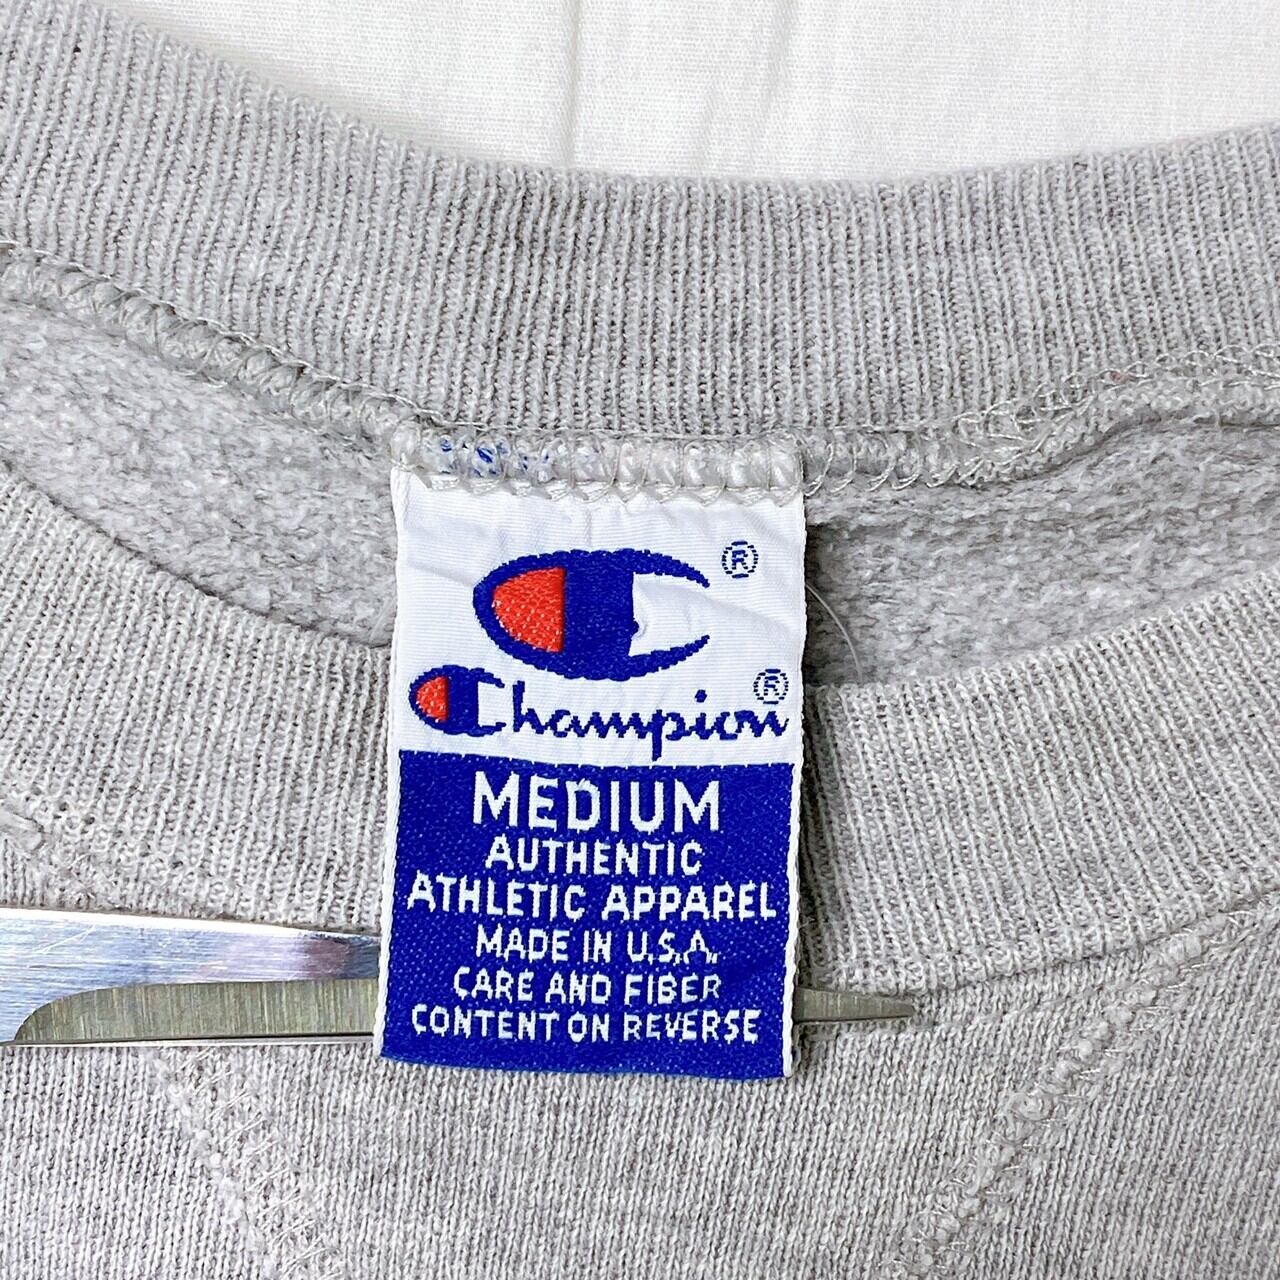 ®
Champion®
MEDIUM
AUTHENTIC
ATHLETIC APPAREL
MADE IN U.S.A.
CARE AND FIBER
CONTENT ON REVERSE